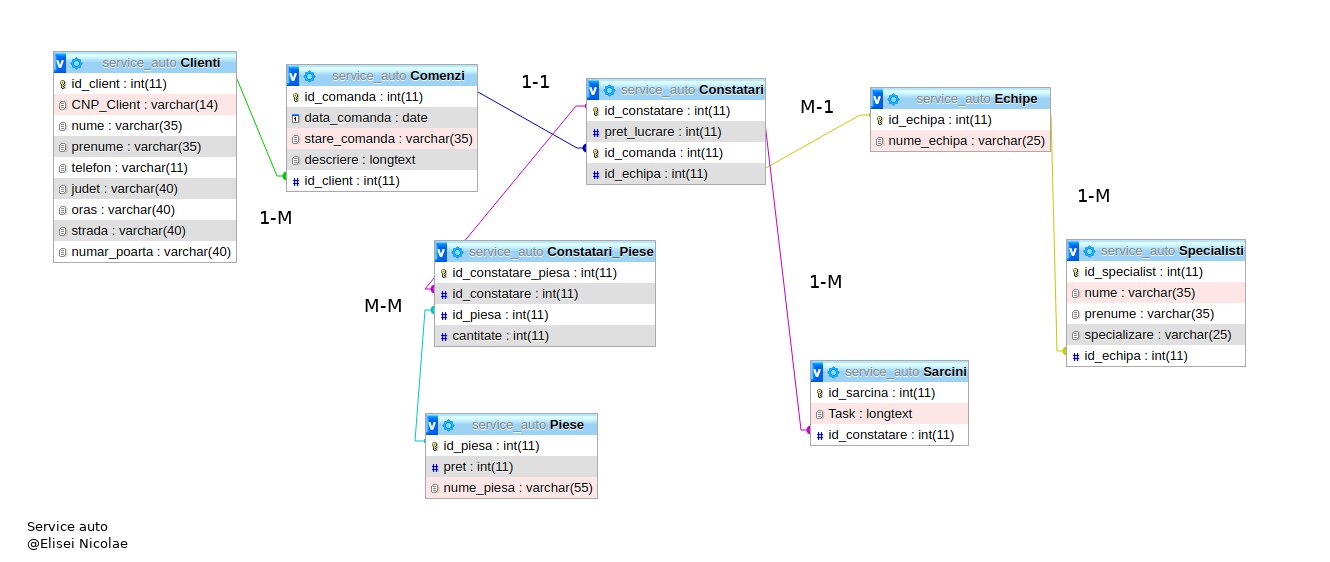 service_auto Clienti
id_client : int(11)
CNP_Client : varchar(14)
nume : varchar(35)
prenume : varchar(35)
telefon : varchar(11)
judet : varchar(40)
oras : varchar(40)
strada : varchar(40)
numar_poarta : varchar(40)
1-M
service_auto Comenzi
id_comanda : int(11)
data_comanda : date
stare_comanda : varchar(35)
descriere : longtext
id_client : int(11)
1-1
service_auto Constatari
id_constatare : int(11)
pret_lucrare : int(11)
id_comanda : int(11)
id_echipa : int(11)
M-1
service_auto Echipe
id_echipa : int(11)
nume_echipa : varchar(25)
1-M
service_auto Constatari_Piese
id_constatare_piesa : int(11)
id_constatare : int(11)
id_piesa : int(11)
cantitate : int(11)
M-M
1-M
service_auto Specialisti
id_specialist : int(11)
nume : varchar(35)
prenume : varchar(35)
specializare : varchar(25)
id_echipa : int(11)
service_auto Sarcini
id_sarcina : int(11)
Task : longtext
id_constatare : int(11)
service_auto Piese
id_piesa : int(11)
pret : int(11)
nume_piesa : varchar(55)
Service auto
@Elisei Nicolae